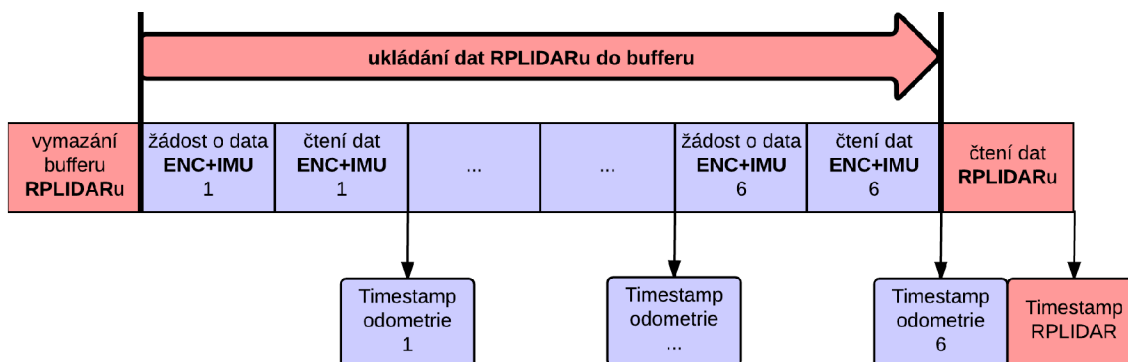 ukládání dat RPLIDARu do bufferu
vymazání
bufferu
RPLIDARu
žádost o data
ENC+IMU
1
čtení dat
ENC+IMU
1
...
...
žádost o data
ENC+IMU
6
čtení dat
ENC+IMU
6
čtení dat
RPLIDARu
Timestamp
odometrie
1
Timestamp
odometrie
...
Timestamp
odometrie
6
Timestamp
RPLIDAR